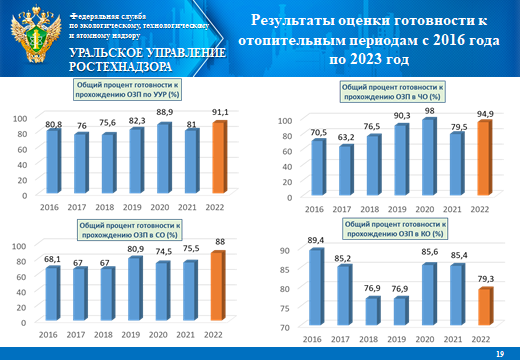 Федеральная служба
по экологическому, технологическому
и атомному надзору
УРАЛЬСКОЕ УПРАВЛЕНИЕ
РОСТЕХНАДЗОРА
Результаты оценки готовности к
отопительным периодам с 2016 года
по 2023 год
Общий процент готовности к
прохождению ОЗП по УУР (%)
100
80
60
40
20
0
80,8 76 75,6 82,3 88,9 81 91,1
2016 2017 2018 2019 2020 2021 2022
Общий процент готовности к
прохождению ОЗП в ЧО (%)
100
80
60
40
20
0
70,5 63,2 76,5 90,3 98 79,5 94,9
2016 2017 2018 2019 2020 2021 2022
Общий процент готовности к
прохождению ОЗП в СО (%)
100
80
60
40
20
0
68,1 67 67 80,9 74,5 75,5 88
2016 2017 2018 2019 2020 2021 2022
Общий процент готовности к
прохождению ОЗП в КО (%)
90
85
80
75
70
89,4 85,2 76,9 76,9 85,6 85,4 79,3
2016 2017 2018 2019 2020 2021 2022
19